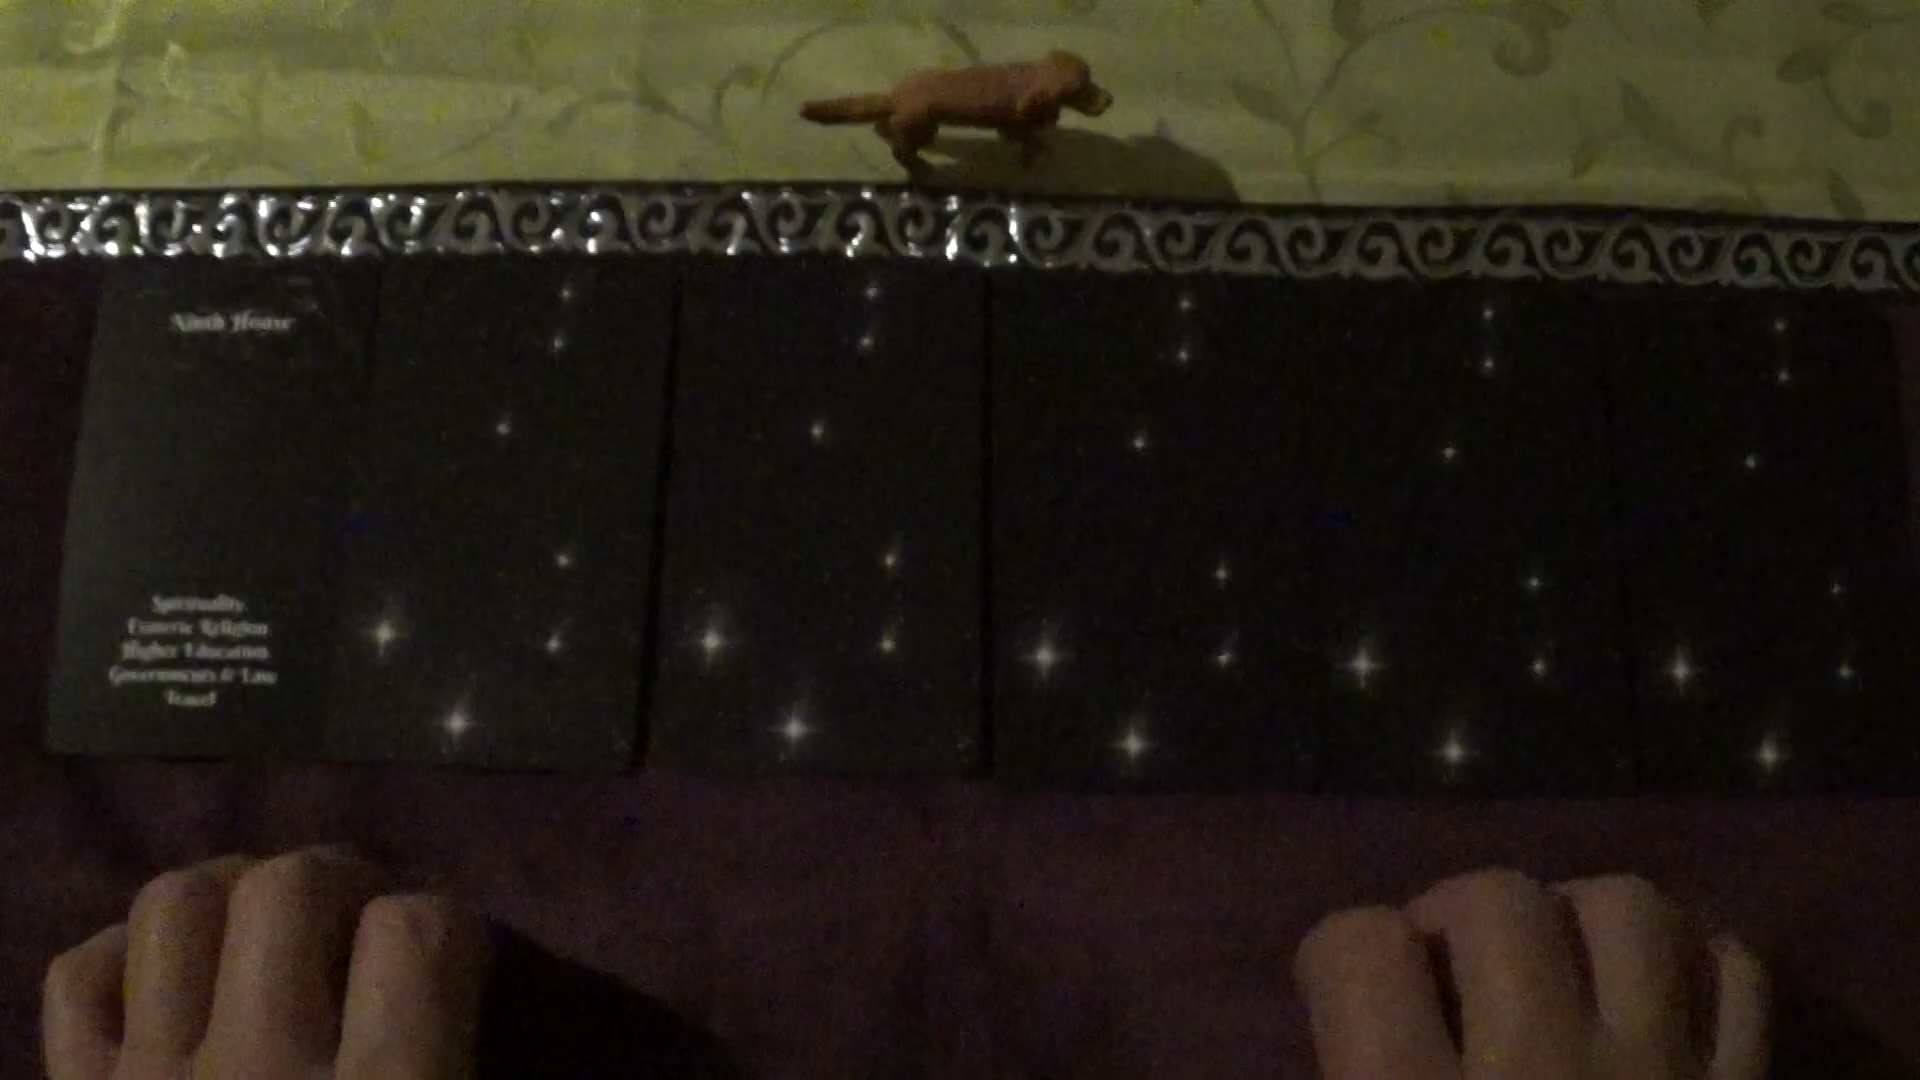 Ninth House
Spirituality
Esoteric Religion
Higher Education
Governments & Law
Travel